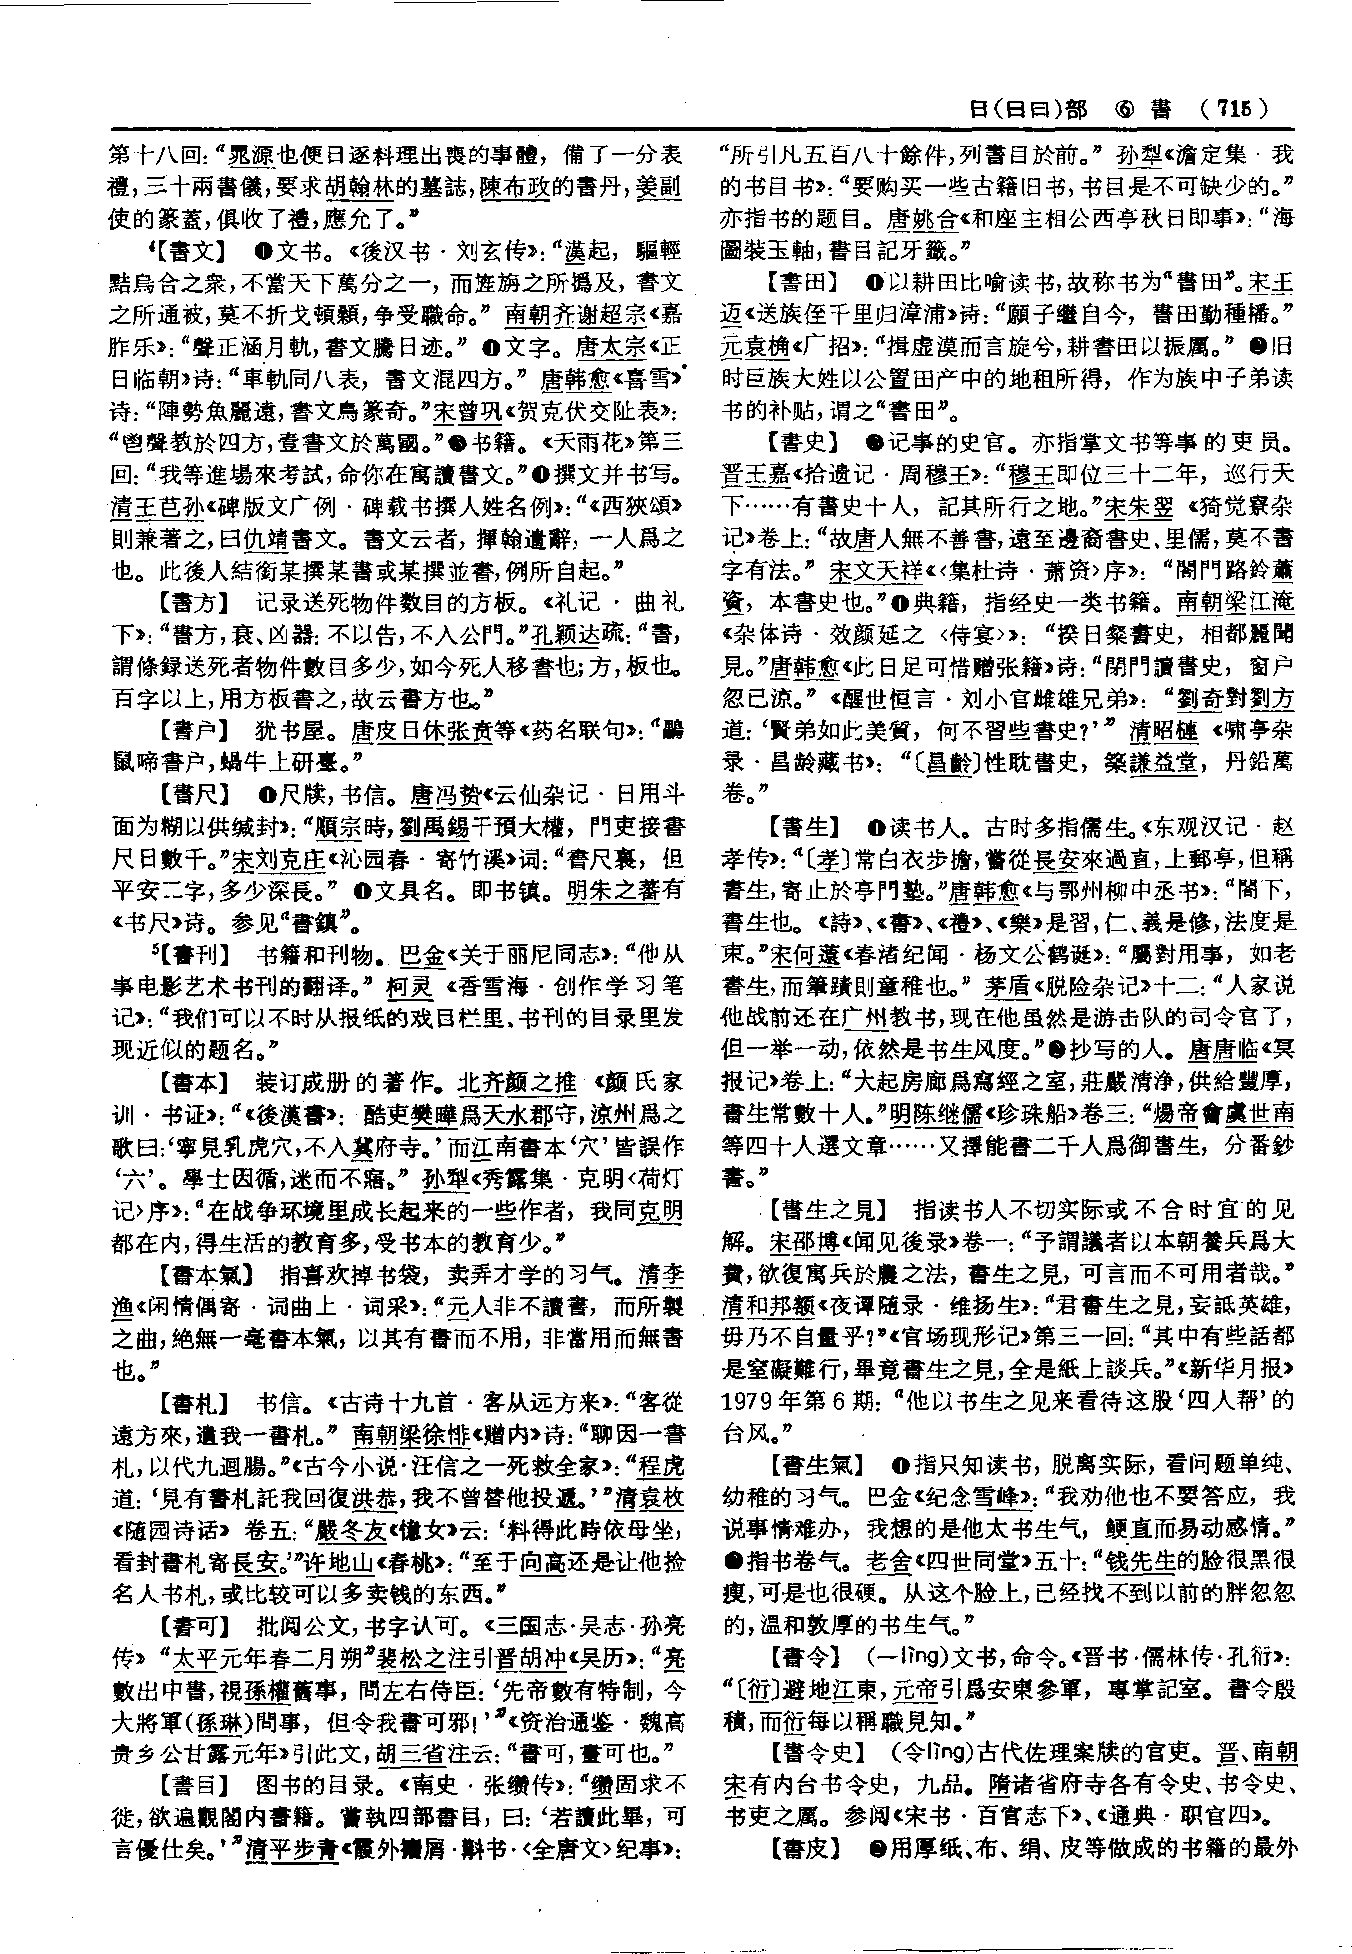 日(日曰)部 ⑥ 書 (715)
第十八回：“晁源也便日逐料理出喪的事體，備了一分表
禮，三十兩書儀，要求胡翰林的墓誌，陳布政的書丹，姜副
使的篆蓋，俱收了禮，應允了。”
⁴【書文】 ❶文书。《後汉书·刘玄传》：“漢起，驅輕
黠烏合之衆，不當天下萬分之一，而旌旃之所撝及，書文
之所通被，莫不折戈頓顙，争受職命。” 南朝齐谢超宗《嘉
胙乐》：“聲正涵月軌，書文騰日迹。” ❷文字。唐太宗《正
日临朝》诗：“車軌同八表，書文混四方。” 唐韩愈《喜雪》
诗：“陣勢魚麗遠，書文鳥篆奇。”宋曾巩《贺克伏交阯表》：
“鬯聲教於四方，壹書文於萬國。”❸书籍。《天雨花》第三
回：“我等進場來考試，命你在寓讀書文。”❹撰文并书写。
清王芑孙《碑版文广例·碑载书撰人姓名例》：“《西狹頌》
則兼著之，曰仇靖書文。書文云者，揮翰遣辭，一人爲之
也。此後人結銜某撰某書或某撰並書，例所自起。”
【書方】 记录送死物件数目的方板。《礼记·曲礼
下》：“書方，衰、凶器；不以告，不入公門。”孔颖达疏：“書，
謂條録送死者物件數目多少，如今死人移書也；方，板也。
百字以上，用方板書之，故云書方也。”
【書户】 犹书屋。唐皮日休张贲等《药名联句》：“鸓
鼠啼書户，蝸牛上研臺。”
【書尺】 ❶尺牍，书信。唐冯贽《云仙杂记·日用斗
面为糊以供缄封》：“順宗時，劉禹錫干預大權，門吏接書
尺日數千。”宋刘克庄《沁园春·寄竹溪》词：“書尺裏，但
平安二字，多少深長。” ❷文具名。即书镇。明朱之蕃有
《书尺》诗。参见“書鎮”。
⁵【書刊】 书籍和刊物。巴金《关于丽尼同志》：“他从
事电影艺术书刊的翻译。” 柯灵《香雪海·创作学习笔
记》：“我们可以不时从报纸的戏目栏里、书刊的目录里发
现近似的题名。”
【書本】 装订成册的著作。北齐颜之推《颜氏家
训·书证》：“《後漢書》：酷吏樊曄爲天水郡守，涼州爲之
歌曰：‘寧見乳虎穴，不入冀府寺。’而江南書本‘穴’皆誤作
‘六’。學士因循，迷而不寤。” 孙犁《秀露集·克明〈荷灯
记〉序》：“在战争环境里成长起来的一些作者，我同克明
都在内，得生活的教育多，受书本的教育少。”
【書本氣】 指喜欢掉书袋，卖弄才学的习气。清李
渔《闲情偶寄·词曲上·词采》：“元人非不讀書，而所製
之曲，絶無一毫書本氣，以其有書而不用，非當用而無書
也。”
【書札】 书信。《古诗十九首·客从远方来》：“客從
遠方來，遺我一書札。” 南朝梁徐悱《赠内》诗：“聊因一書
札，以代九迴腸。”《古今小说·汪信之一死救全家》：“程虎
道：‘見有書札託我回復洪恭，我不曾替他投遞。’”清袁枚
《随园诗话》卷五：“嚴冬友《憶女》云：‘料得此時依母坐，
看封書札寄長安。’”许地山《春桃》：“至于向高还是让他捡
名人书札，或比较可以多卖钱的东西。”
【書可】 批阅公文，书字认可。《三国志·吴志·孙亮
传》“太平元年春二月朔”裴松之注引晋胡冲《吴历》：“亮
數出中書，視孫權舊事，問左右侍臣：‘先帝數有特制，今
大將軍(孫琳)問事，但令我書可邪！’”《资治通鉴·魏高
贵乡公甘露元年》引此文，胡三省注云：“書可，畫可也。”
【書目】 图书的目录。《南史·张缵传》：“纘固求不
徙，欲遍觀閣内書籍。嘗執四部書目，曰：‘若讀此畢，可
言優仕矣。’”清平步青《霞外攟屑·斠书·〈全唐文〉纪事》：
“所引凡五百八十餘件，列書目於前。” 孙犁《澹定集·我
的书目书》：“要购买一些古籍旧书，书目是不可缺少的。”
亦指书的题目。唐姚合《和座主相公西亭秋日即事》：“海
圖裝玉軸，書目記牙籤。”
【書田】 ❶以耕田比喻读书，故称书为“書田”。宋王
迈《送族侄千里归漳浦》诗：“願子繼自今，書田勤種播。”
元袁桷《广招》：“揖虚漠而言旋兮，耕書田以振厲。” ❷旧
时巨族大姓以公置田产中的地租所得，作为族中子弟读
书的补贴，谓之“書田”。
【書史】 ❶记事的史官。亦指掌文书等事的吏员。
晋王嘉《拾遗记·周穆王》：“穆王即位三十二年，巡行天
下……有書史十人，記其所行之地。”宋朱翌《猗觉寮杂
记》卷上：“故唐人無不善書，遠至邊裔書史、里儒，莫不書
字有法。” 宋文天祥《〈集杜诗·萧资〉序》：“閤門路鈐蕭
資，本書史也。”❷典籍，指经史一类书籍。南朝梁江淹
《杂体诗·效颜延之〈侍宴〉》：“揆日粲書史，相都麗聞
見。”唐韩愈《此日足可惜赠张籍》诗：“閉門讀書史，窗户
忽已涼。”《醒世恒言·刘小官雌雄兄弟》：“劉奇對劉方
道：‘賢弟如此美質，何不習些書史？’” 清昭梿《啸亭杂
录·昌龄藏书》：“〔昌齡〕性耽書史，築謙益堂，丹鉛萬
卷。”
【書生】 ❶读书人。古时多指儒生。《东观汉记·赵
孝传》：“〔孝〕常白衣步擔，嘗從長安來過直，上郵亭，但稱
書生，寄止於亭門塾。”唐韩愈《与鄂州柳中丞书》：“閤下，
書生也。《詩》、《書》、《禮》、《樂》是習，仁、義是修，法度是
束。”宋何薳《春渚纪闻·杨文公鹤诞》：“屬對用事，如老
書生，而筆蹟則童稚也。” 茅盾《脱险杂记》十二：“人家说
他战前还在广州教书，现在他虽然是游击队的司令官了，
但一举一动，依然是书生风度。”❷抄写的人。唐唐临《冥
报记》卷上：“大起房廊爲寫經之室，莊嚴清净，供給豐厚，
書生常數十人。”明陈继儒《珍珠船》卷三：“煬帝會虞世南
等四十人選文章……又擇能書二千人爲御書生，分番鈔
書。”
【書生之見】 指读书人不切实际或不合时宜的见
解。宋邵博《闻见後录》卷一：“予謂議者以本朝養兵爲大
費，欲復寓兵於農之法，書生之見，可言而不可用者哉。”
清和邦额《夜谭随录·维扬生》：“君書生之見，妄詆英雄，
毋乃不自量乎？”《官场现形记》第三一回：“其中有些話都
是窒礙難行，畢竟書生之見，全是紙上談兵。”《新华月报》
1979年第6期：“他以书生之见来看待这股‘四人帮’的
台风。”
【書生氣】 ❶指只知读书，脱离实际，看问题单纯、
幼稚的习气。巴金《纪念雪峰》：“我劝他也不要答应，我
说事情难办，我想的是他太书生气，鲠直而易动感情。”
❷指书卷气。老舍《四世同堂》五十：“钱先生的脸很黑很
瘦，可是也很硬。从这个脸上，已经找不到以前的胖忽忽
的，温和敦厚的书生气。”
【書令】 (—lìng)文书，命令。《晋书·儒林传·孔衍》：
“〔衍〕避地江東，元帝引爲安東參軍，專掌記室。書令殷
積，而衍每以稱職見知。”
【書令史】 (令lìng)古代佐理案牍的官吏。晋、南朝
宋有内台书令史，九品。隋诸省府寺各有令史、书令史、
书吏之属。参阅《宋书·百官志下》、《通典·职官四》。
【書皮】 ❶用厚纸、布、绢、皮等做成的书籍的最外